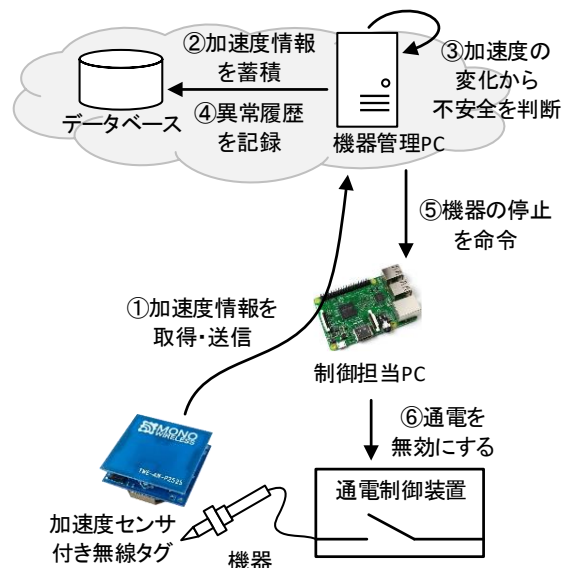 ②加速度情報
を蓄積
③加速度の
変化から
不安全を判断
データベース
④異常履歴
を記録
機器管理PC
⑤機器の停止
を命令
①加速度情報を
取得・送信
制御担当PC
⑥通電を
無効にする
MONO
WIRELESS
TWE-AM-P2525
通電制御装置
加速度センサ
付き無線タグ
機器